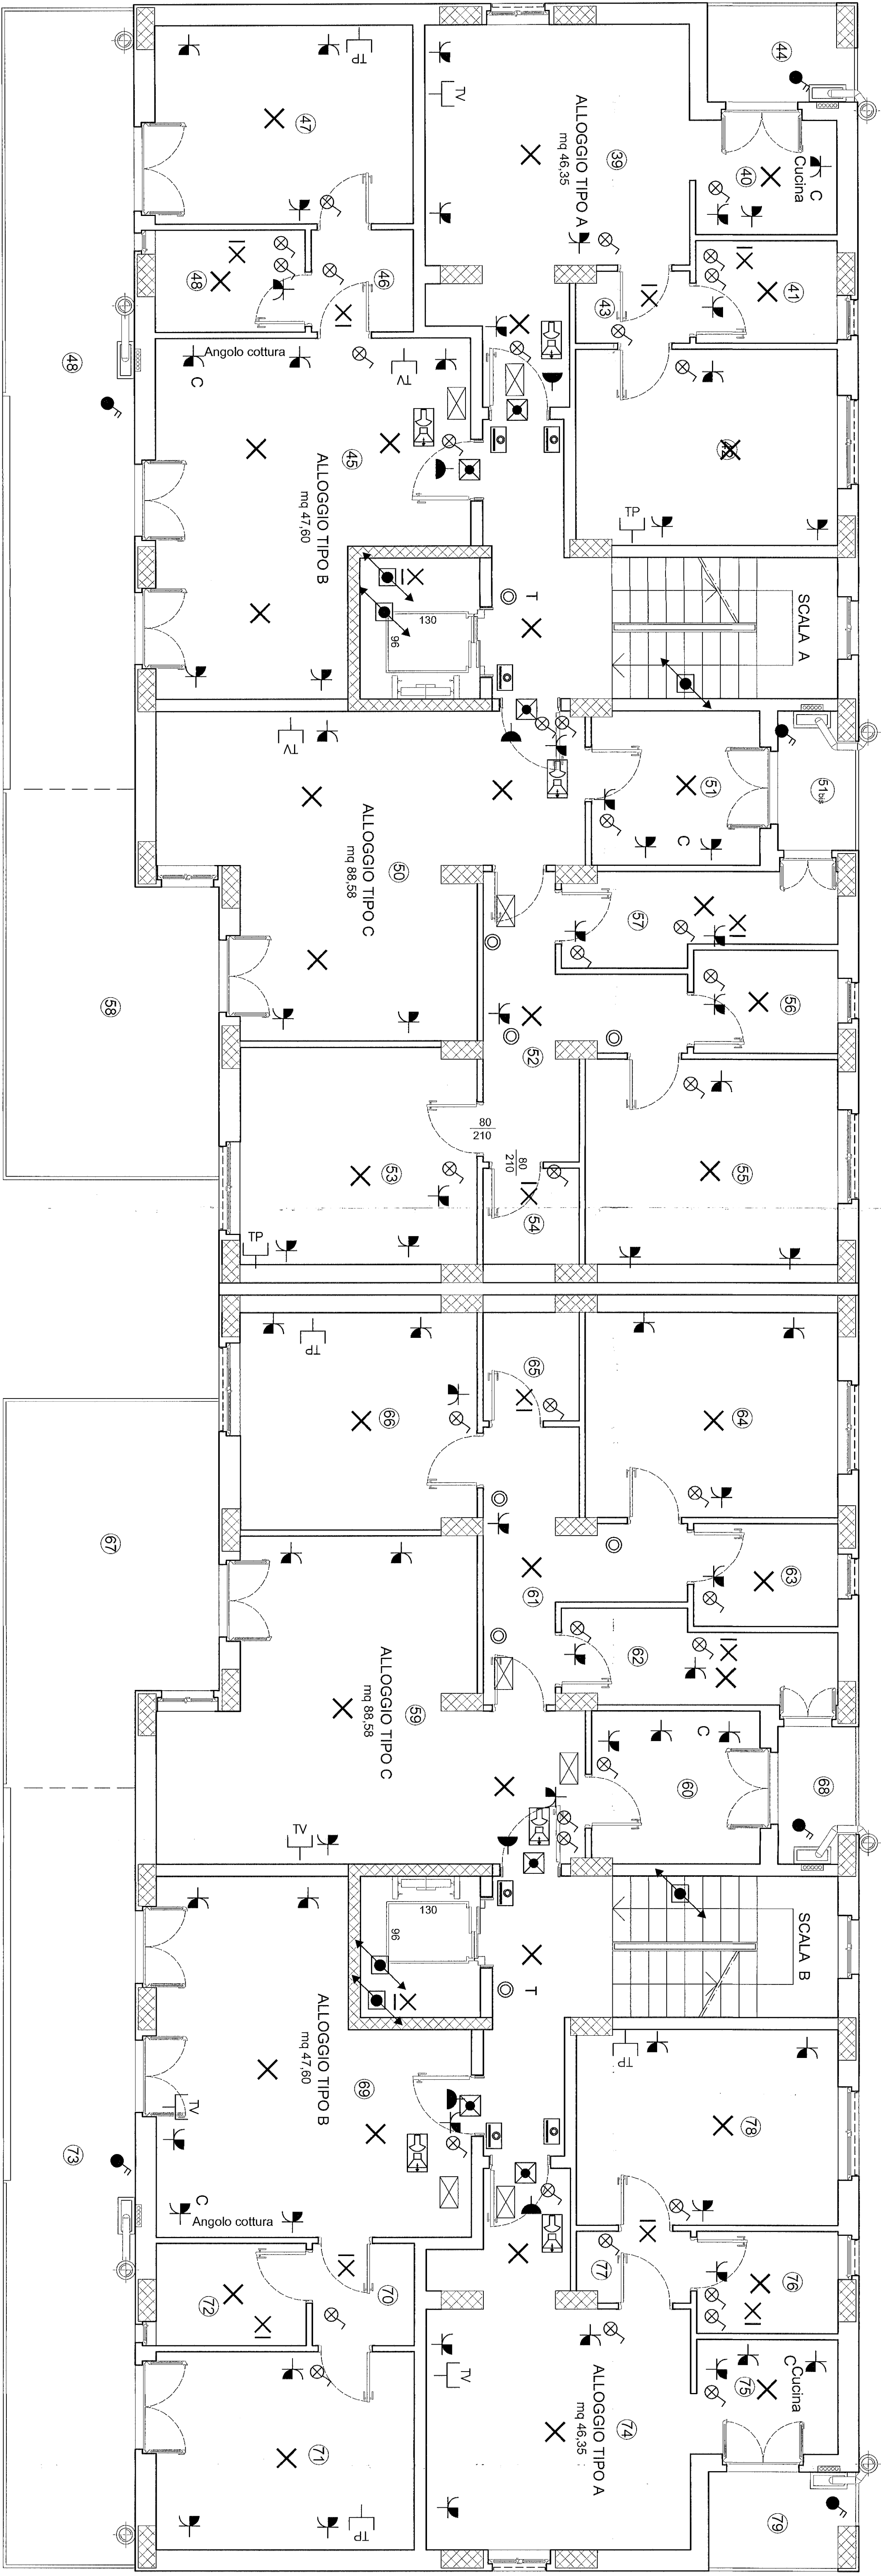 44
TP
47
TV
ALLOGGIO TIPO A
mq 46,35
39
40
Cucina
C
48
46
43
41
48
Angolo cottura
C
TV
45
ALLOGGIO TIPO B
mq 47,60
42
TP
T
130
96
SCALA A
TV
51
51bis
C
ALLOGGIO TIPO C
mq 88,58
50
57
58
56
52
80
210
80
210
53
54
55
TP
TP
65
66
64
67
61
63
62
ALLOGGIO TIPO C
mq 88,58
59
C
60
68
TV
130
96
T
SCALA B
ALLOGGIO TIPO B
mq 47,60
69
TP
78
TV
73
C
Angolo cottura
72
70
77
76
TV
ALLOGGIO TIPO A
mq 46,35
74
75
Cucina
C
71
TP
79